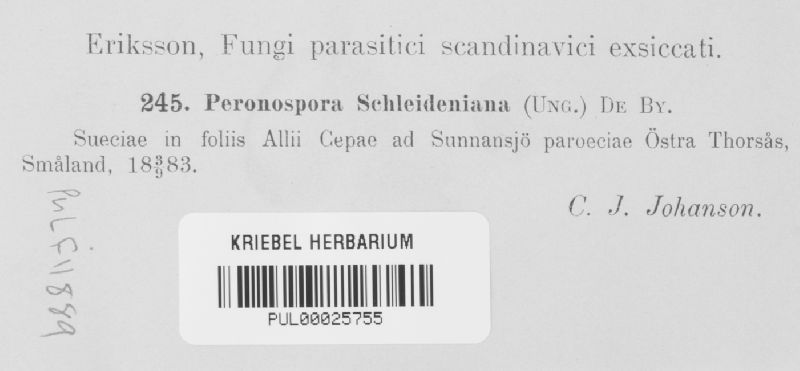 Eriksson, Fungi parasitici scandinavici exsiccati.
245. Peronospora Schleideniana (Ung.) De By.
Sueciae in foliis Allii Cepae ad Sunnansjö paroeciae Östra Thorsås,
Småland, 18 3/9 83.
C. J. Johanson.
PUL F11889
KRIEBEL HERBARIUM
PUL00025755